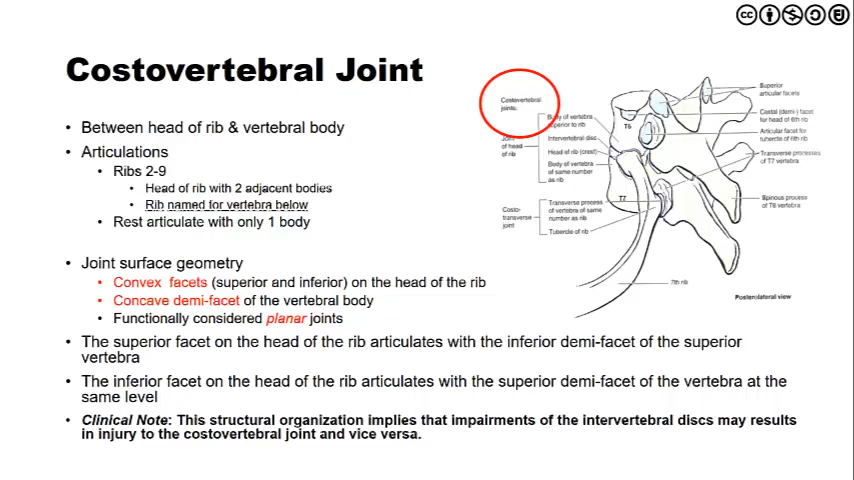 Costovertebral Joint
• Between head of rib & vertebral body
• Articulations
• Ribs 2-9
• Head of rib with 2 adjacent bodies
• Rib named for vertebra below
• Rest articulate with only 1 body
• Joint surface geometry
• Convex facets (superior and inferior) on the head of the rib
• Concave demi-facet of the vertebral body
• Functionally considered planar joints
• The superior facet on the head of the rib articulates with the inferior demi-facet of the superior
vertebra
• The inferior facet on the head of the rib articulates with the superior demi-facet of the vertebra at the
same level
• Clinical Note: This structural organization implies that impairments of the intervertebral discs may results
in injury to the costovertebral joint and vice versa.
Costovertebral
joints:
Joint
of head
of rib
Body of vertebra
superior to rib
Intervertebral disc
Head of rib (crest)
Body of vertebra
of same number
as rib
Costo-
transverse
joint
Transverse process
of vertebra of same
number as rib
Tubercle of rib
T6
T7
Superior
articular facets
Costal (demi-) facet
for head of 6th rib
Articular facet for
tubercle of 6th rib
Transverse processes
of T7 vertebra
Spinous process
of T6 vertebra
7th rib
Posterolateral view
cc